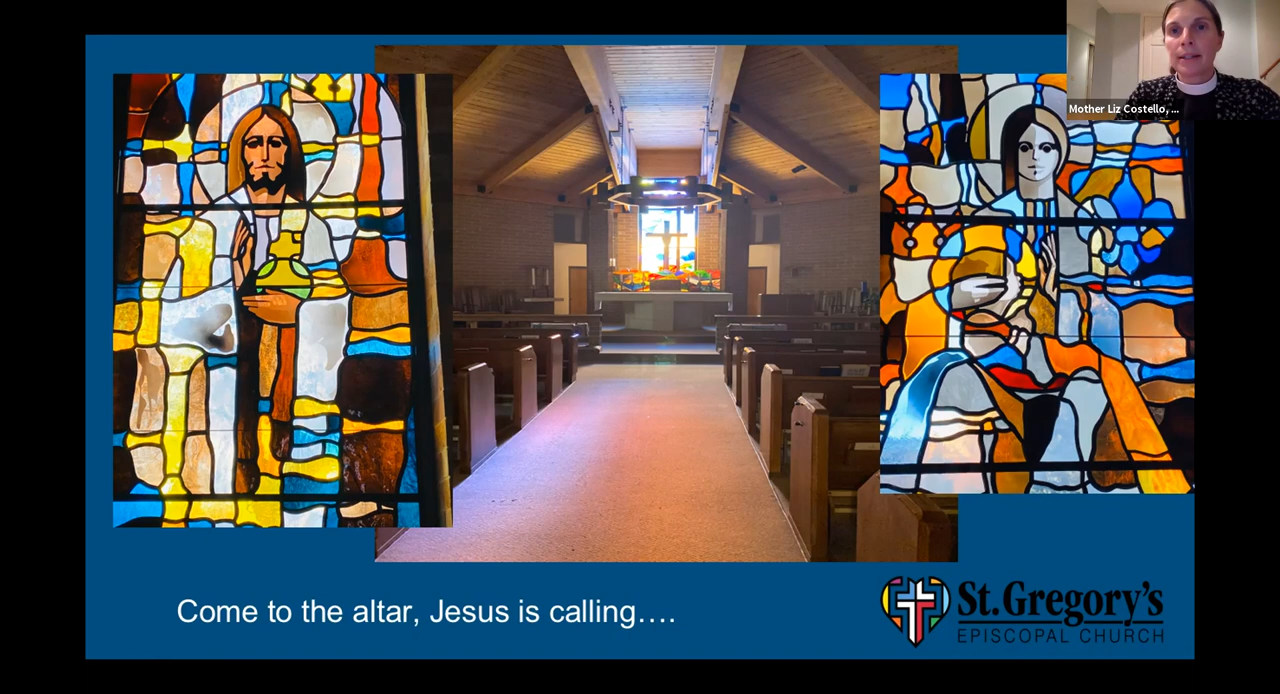 Mother Liz Costello, ...
Come to the altar, Jesus is calling....
St. Gregory's
EPISCOPAL CHURCH